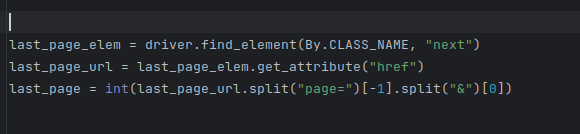 last_page_elem = driver.find_element(By.CLASS_NAME, "next")
last_page_url = last_page_elem.get_attribute("href")
last_page = int(last_page_url.split("page=")[-1].split("&")[0])